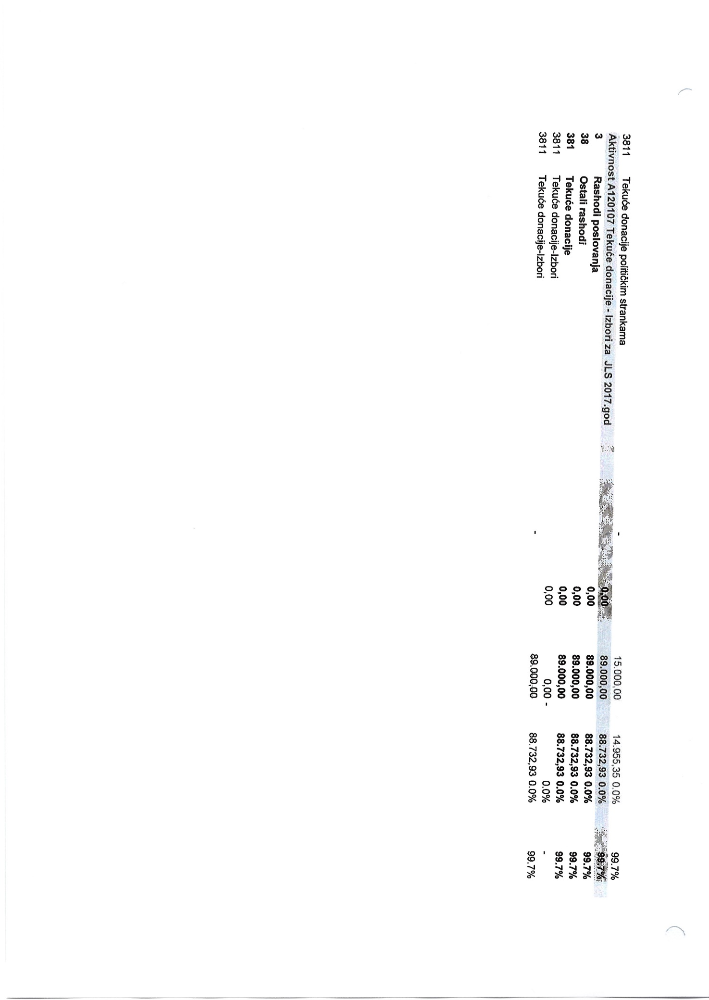 3811 Tekuće donacije političkim strankama - 15.000,00 14.955,35 0.0% 99.7%
Aktivnost A120107 Tekuće donacije - Izbori za JLS 2017.god 0,00 89.000,00 88.732,93 0.0% 99.7%
3 Rashodi poslovanja 0,00 89.000,00 88.732,93 0.0% 99.7%
38 Ostali rashodi 0,00 89.000,00 88.732,93 0.0% 99.7%
381 Tekuće donacije 0,00 89.000,00 88.732,93 0.0% 99.7%
3811 Tekuće donacije-Izbori 0,00 0,00 - 0.0% -
3811 Tekuće donacije-Izbori - 89.000,00 88.732,93 0.0% 99.7%